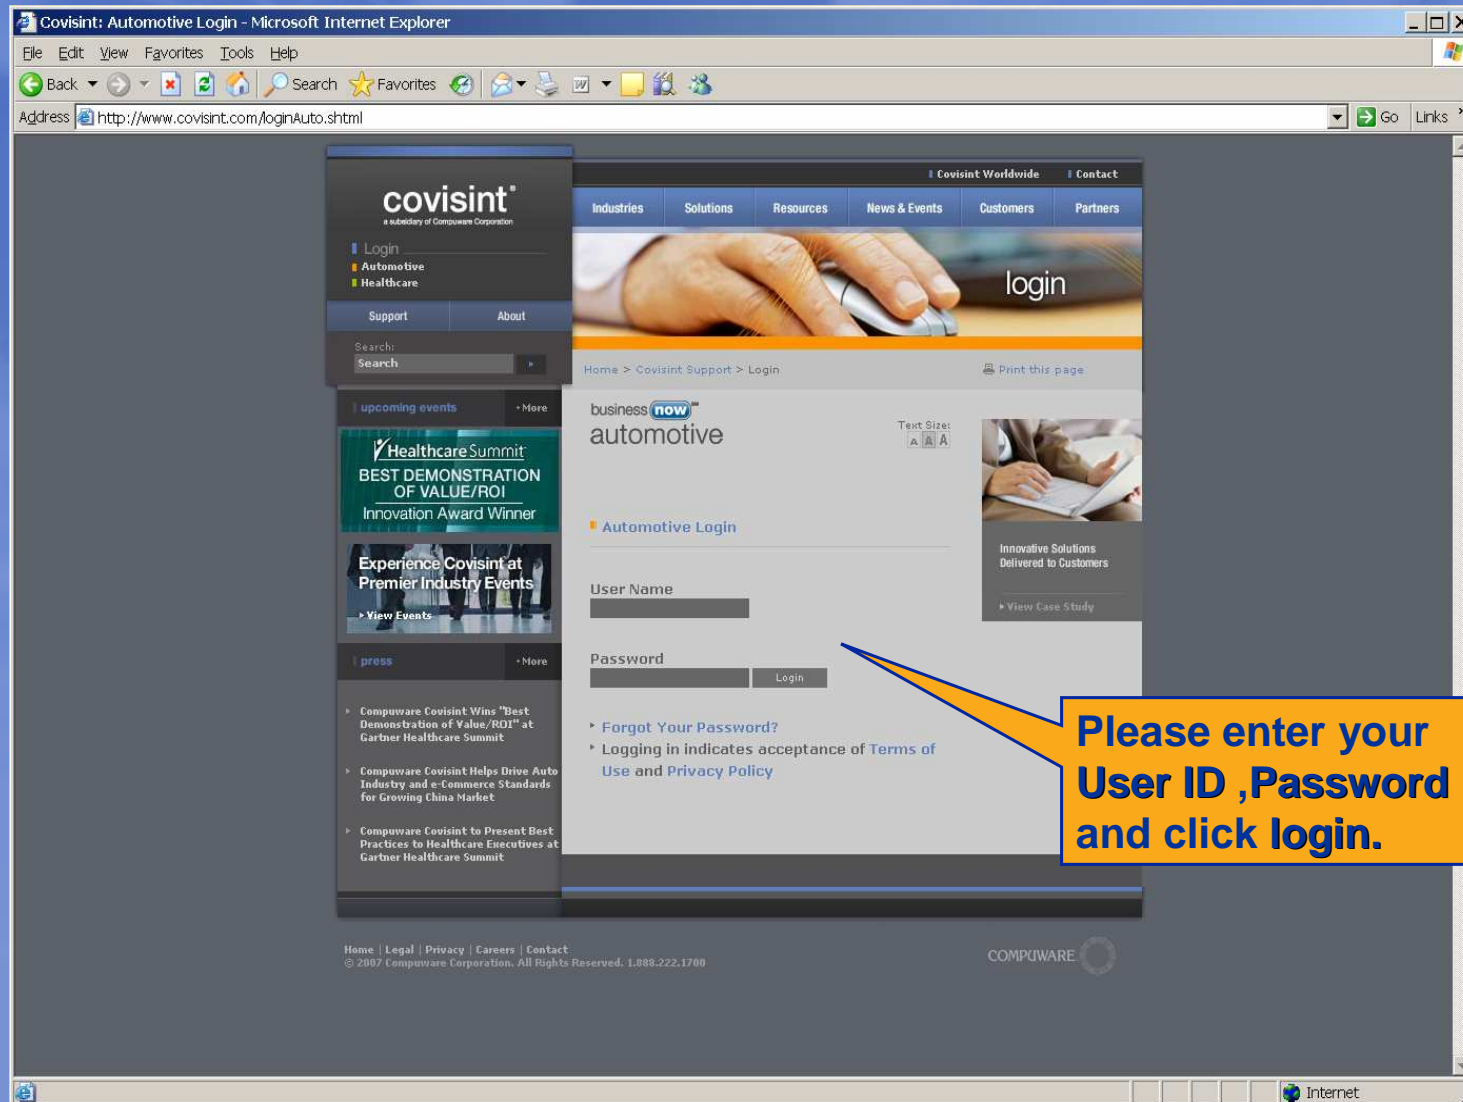 Covisint: Automotive Login - Microsoft Internet Explorer
File Edit View Favorites Tools Help
Back Search Favorites
Address http://www.covisint.com/loginAuto.shtml Go Links
covisint
a subsidiary of Compuware Corporation
Login
Automotive
Healthcare
Support About
Search:
Search
Covisint Worldwide Contact
Industries Solutions Resources News & Events Customers Partners
login
Home > Covisint Support > Login Print this page
upcoming events More
Healthcare Summit
BEST DEMONSTRATION
OF VALUE/ROI
Innovation Award Winner
Experience Covisint at
Premier Industry Events
View Events
press More
Compuware Covisint Wins "Best
Demonstration of Value/ROI" at
Gartner Healthcare Summit
Compuware Covisint Helps Drive Auto
Industry and e-Commerce Standards
for Growing China Market
Compuware Covisint to Present Best
Practices to Healthcare Executives at
Gartner Healthcare Summit
business now
automotive
Text Size:
A A A
Automotive Login
User Name
Password
Login
Forgot Your Password?
Logging in indicates acceptance of Terms of
Use and Privacy Policy
Innovative Solutions
Delivered to Customers
View Case Study
Please enter your
User ID ,Password
and click login.
Home | Legal | Privacy | Careers | Contact
© 2007 Compuware Corporation. All Rights Reserved. 1.888.222.1700
COMPUWARE
Internet